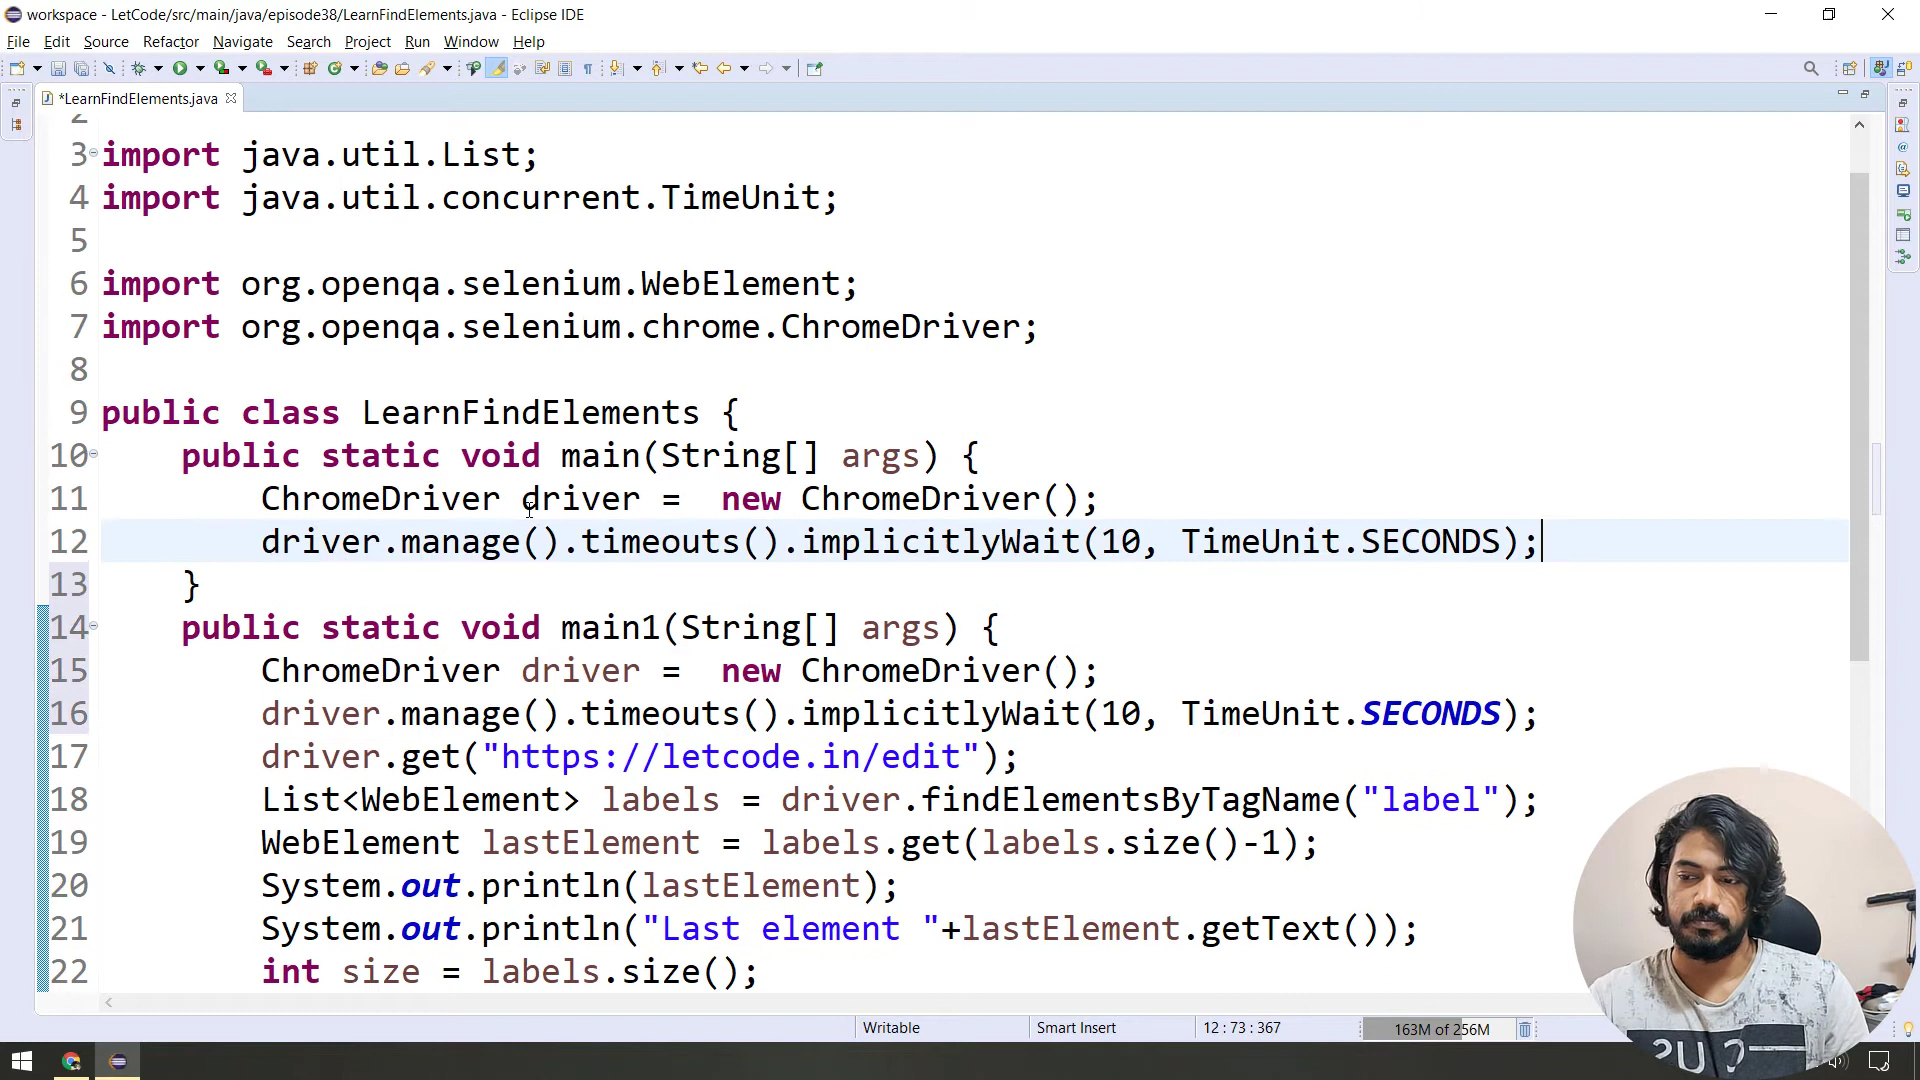 workspace - LetCode/src/main/java/episode38/LearnFindElements.java - Eclipse IDE
File Edit Source Refactor Navigate Search Project Run Window Help
*LearnFindElements.java
2
3 import java.util.List;
4 import java.util.concurrent.TimeUnit;
5
6 import org.openqa.selenium.WebElement;
7 import org.openqa.selenium.chrome.ChromeDriver;
8
9 public class LearnFindElements {
10 public static void main(String[] args) {
11 ChromeDriver driver =  new ChromeDriver();
12 driver.manage().timeouts().implicitlyWait(10, TimeUnit.SECONDS);
13 }
14 public static void main1(String[] args) {
15 ChromeDriver driver =  new ChromeDriver();
16 driver.manage().timeouts().implicitlyWait(10, TimeUnit.SECONDS);
17 driver.get("https://letcode.in/edit");
18 List<WebElement> labels = driver.findElementsByTagName("label");
19 WebElement lastElement = labels.get(labels.size()-1);
20 System.out.println(lastElement);
21 System.out.println("Last element "+lastElement.getText());
22 int size = labels.size();
Writable Smart Insert 12 : 73 : 367 163M of 256M